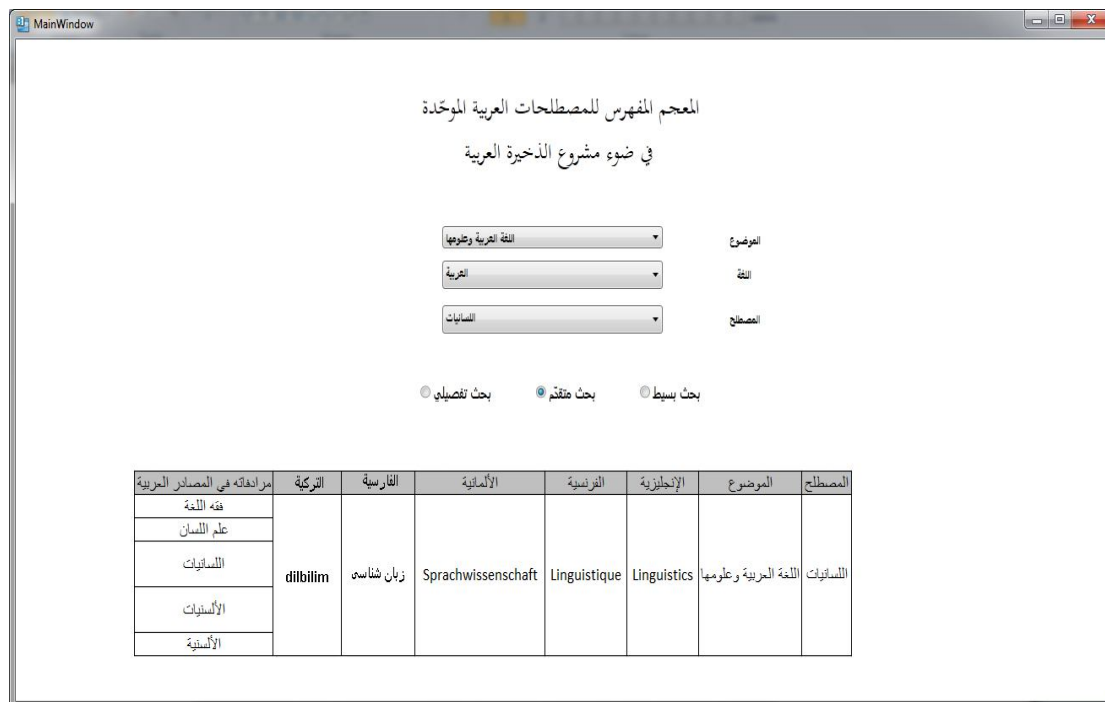 MainWindow
المعجم المفهرس للمصطلحات العربية الموحّدة
في ضوء مشروع الذخيرة العربية
الموضوع اللغة العربية وعلومها
اللغة العربية
المصطلح اللسانيات
بحث بسيط بحث متقدّم بحث تفصيلي
المصطلح الموضوع الإنجليزية الفرنسية الألمانية الفارسية التركية مرادفاته في المصادر العربية
اللسانيات اللغة العربية وعلومها Linguistics Linguistique Sprachwissenschaft زبان شناسی dilbilim
فقه اللغة
علم اللسان
اللسانيات
الألسنيات
الألسنية